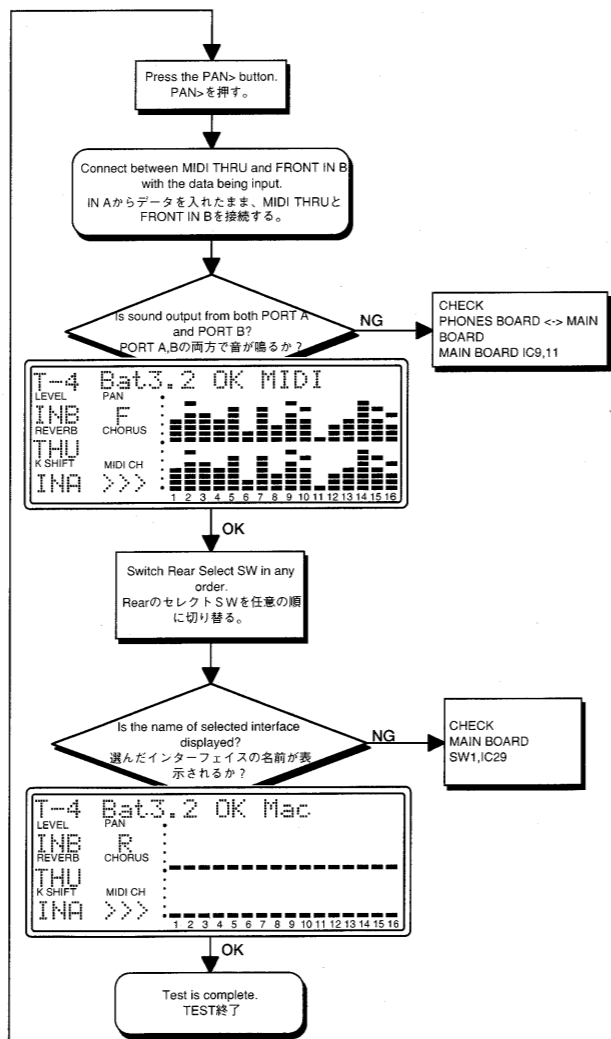 Press the PAN> button.
PAN>を押す。
Connect between MIDI THRU and FRONT IN B
with the data being input.
IN Aからデータを入れたまま、MIDI THRUと
FRONT IN Bを接続する。
Is sound output from both PORT A
and PORT B?
PORT A,Bの両方で音が鳴るか?
NG
CHECK
PHONES BOARD <-> MAIN
BOARD
MAIN BOARD IC9,11
T-4 Bat3.2 OK MIDI
LEVEL PAN
INB F
REVERB CHORUS
THU
K SHIFT MIDI CH
INA >>>
1 2 3 4 5 6 7 8 9 10 11 12 13 14 15 16
OK
Switch Rear Select SW in any
order.
RearのセレクトSWを任意の順
に切り替る。
Is the name of selected interface
displayed?
選んだインターフェイスの名前が表
示されるか?
NG
CHECK
MAIN BOARD
SW1,IC29
T-4 Bat3.2 OK Mac
LEVEL PAN
INB R
REVERB CHORUS
THU
K SHIFT MIDI CH
INA >>>
1 2 3 4 5 6 7 8 9 10 11 12 13 14 15 16
OK
Test is complete.
TEST終了